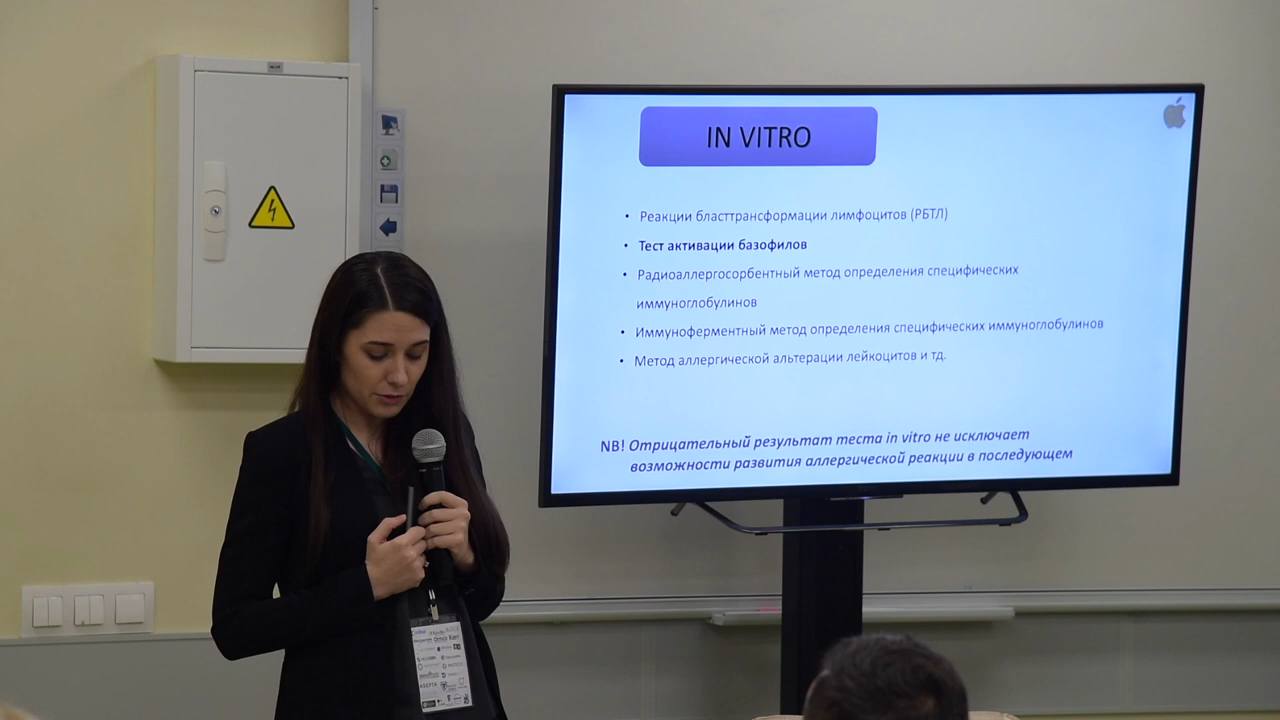 IN VITRO
• Реакции бласттрансформации лимфоцитов (РБТЛ)
• Тест активации базофилов
• Радиоаллергосорбентный метод определения специфических
иммуноглобулинов
• Иммуноферментный метод определения специфических иммуноглобулинов
• Метод аллергической альтерации лейкоцитов и тд.
NB! Отрицательный результат теста in vitro не исключает
возможности развития аллергической реакции в последующем